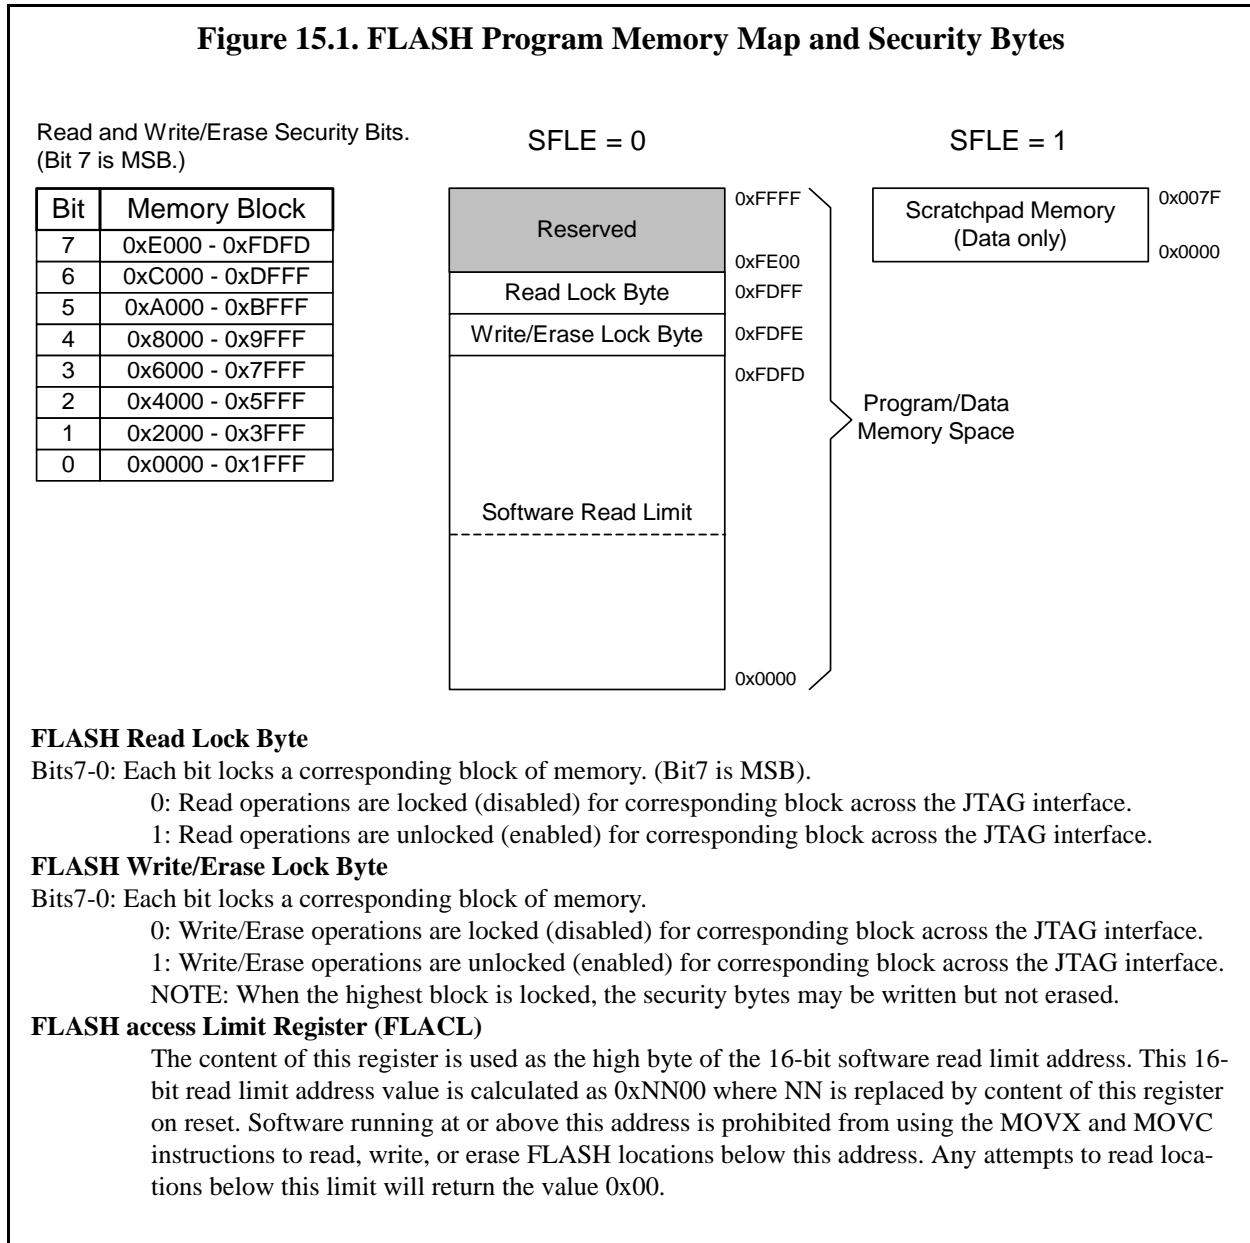 Figure 15.1. FLASH Program Memory Map and Security Bytes
Read and Write/Erase Security Bits.
(Bit 7 is MSB.)
Bit Memory Block
7 0xE000 - 0xFDFD
6 0xC000 - 0xDFFF
5 0xA000 - 0xBFFF
4 0x8000 - 0x9FFF
3 0x6000 - 0x7FFF
2 0x4000 - 0x5FFF
1 0x2000 - 0x3FFF
0 0x0000 - 0x1FFF
SFLE = 0
Reserved
0xFFFF
0xFE00
Read Lock Byte 0xFDFF
Write/Erase Lock Byte 0xFDFE
0xFDFD
Software Read Limit
0x0000
Program/Data
Memory Space
SFLE = 1
Scratchpad Memory
(Data only)
0x007F
0x0000
FLASH Read Lock Byte
Bits7-0: Each bit locks a corresponding block of memory. (Bit7 is MSB).
0: Read operations are locked (disabled) for corresponding block across the JTAG interface.
1: Read operations are unlocked (enabled) for corresponding block across the JTAG interface.
FLASH Write/Erase Lock Byte
Bits7-0: Each bit locks a corresponding block of memory.
0: Write/Erase operations are locked (disabled) for corresponding block across the JTAG interface.
1: Write/Erase operations are unlocked (enabled) for corresponding block across the JTAG interface.
NOTE: When the highest block is locked, the security bytes may be written but not erased.
FLASH access Limit Register (FLACL)
The content of this register is used as the high byte of the 16-bit software read limit address. This 16-
bit read limit address value is calculated as 0xNN00 where NN is replaced by content of this register
on reset. Software running at or above this address is prohibited from using the MOVX and MOVC
instructions to read, write, or erase FLASH locations below this address. Any attempts to read loca-
tions below this limit will return the value 0x00.